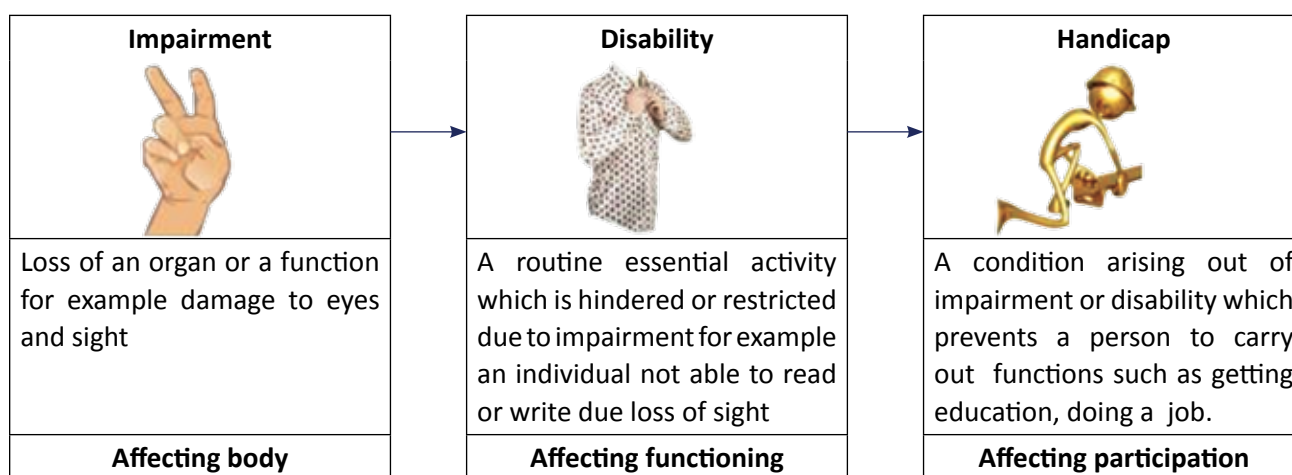 Impairment
Loss of an organ or a function
for example damage to eyes
and sight
Affecting body
Disability
A routine essential activity
which is hindered or restricted
due to impairment for example
an individual not able to read
or write due loss of sight
Affecting functioning
Handicap
A condition arising out of
impairment or disability which
prevents a person to carry
out functions such as getting
education, doing a job.
Affecting participation